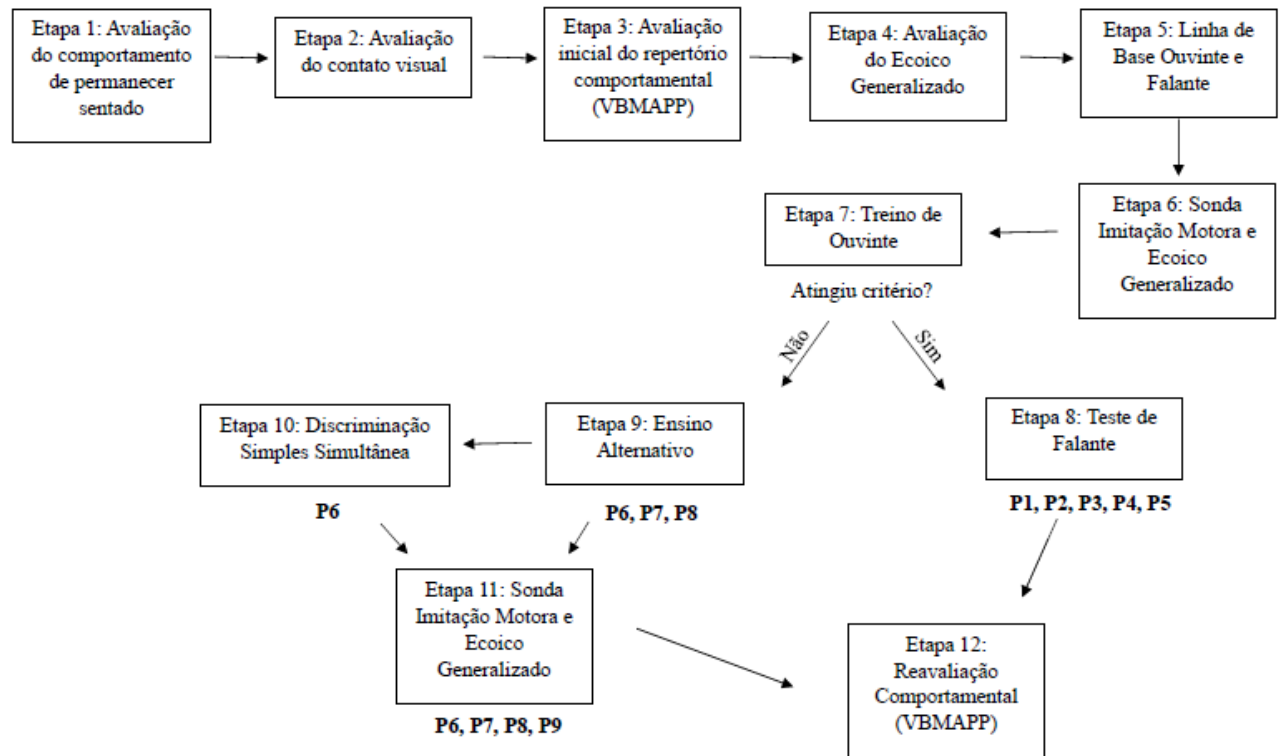 Etapa 1: Avaliação
do comportamento
de permanecer
sentado
Etapa 2: Avaliação
do contato visual
Etapa 3: Avaliação
inicial do repertório
comportamental
(VBMAPP)
Etapa 4: Avaliação
do Ecoico
Generalizado
Etapa 5: Linha de
Base Ouvinte e
Falante
Etapa 6: Sonda
Imitação Motora e
Ecoico
Generalizado
Etapa 7: Treino de
Ouvinte
Atingiu critério?
Não
Sim
Etapa 10: Discriminação
Simples Simultânea
P6
Etapa 9: Ensino
Alternativo
P6, P7, P8
Etapa 8: Teste de
Falante
P1, P2, P3, P4, P5
Etapa 11: Sonda
Imitação Motora e
Ecoico
Generalizado
P6, P7, P8, P9
Etapa 12:
Reavaliação
Comportamental
(VBMAPP)